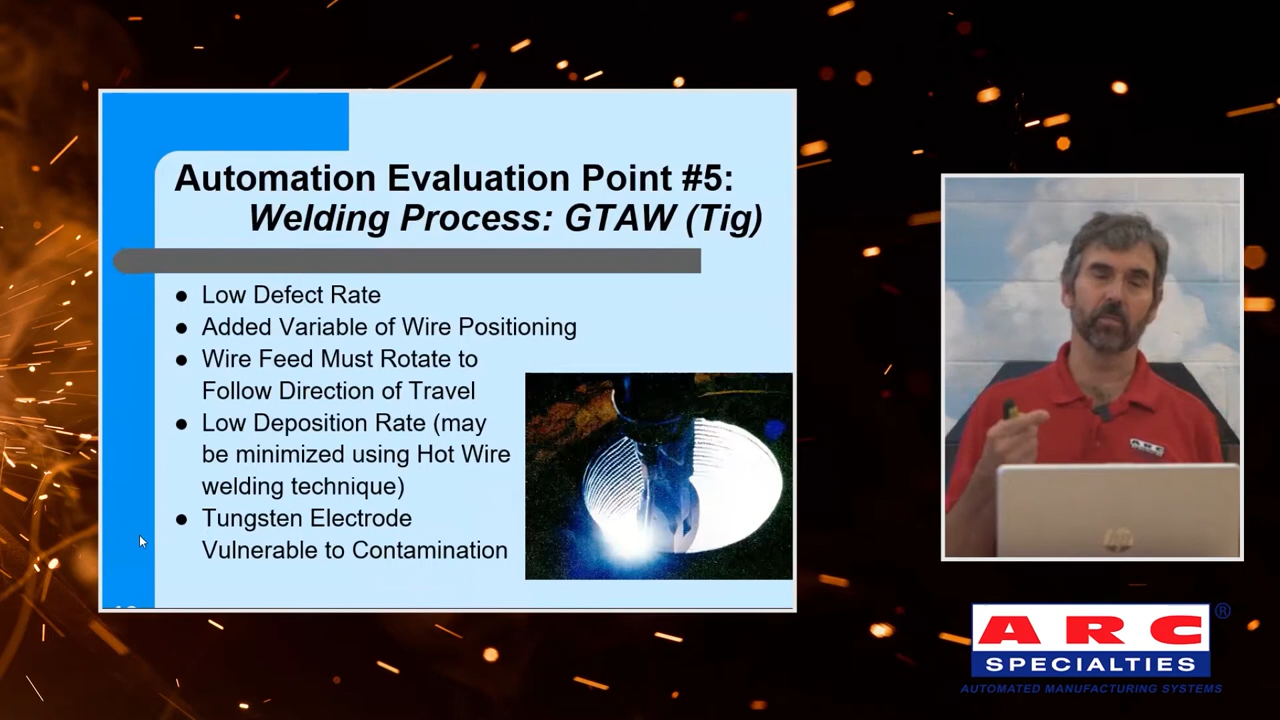 Automation Evaluation Point #5:
Welding Process: GTAW (Tig)
● Low Defect Rate
● Added Variable of Wire Positioning
● Wire Feed Must Rotate to
Follow Direction of Travel
● Low Deposition Rate (may
be minimized using Hot Wire
welding technique)
● Tungsten Electrode
Vulnerable to Contamination
ARC
ARC®
SPECIALTIES
AUTOMATED MANUFACTURING SYSTEMS